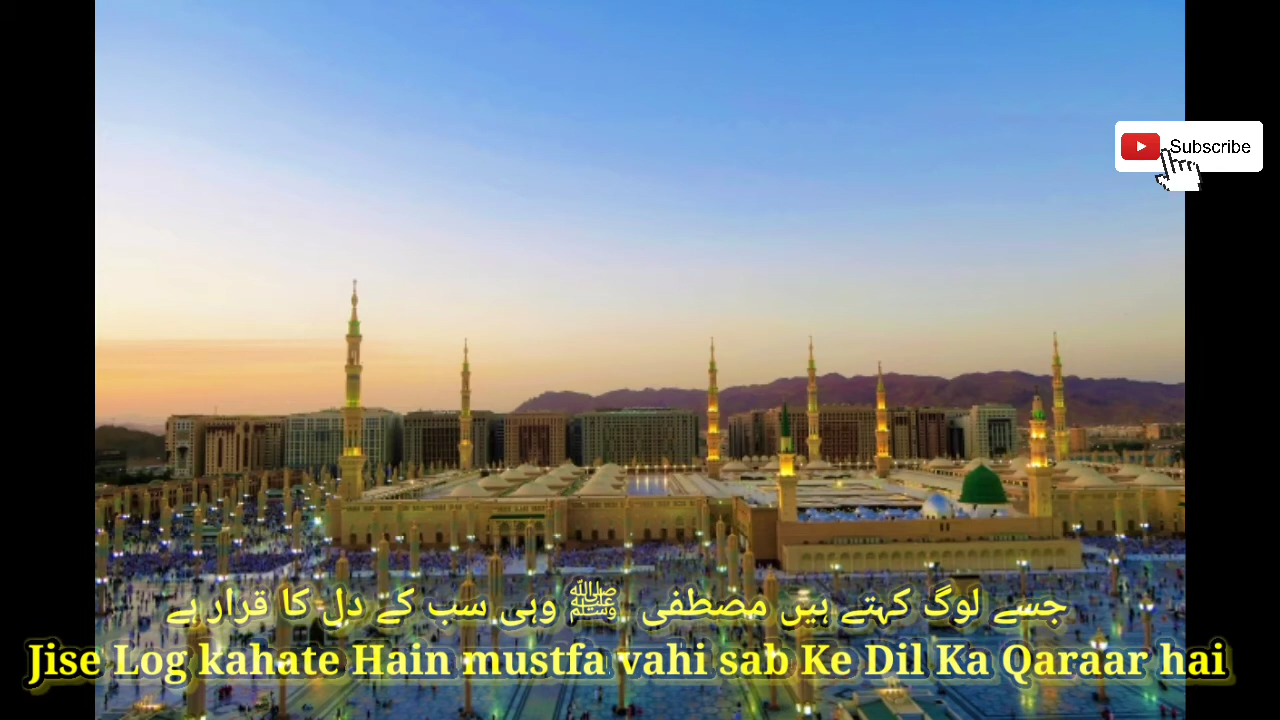 Subscribe
جسے لوگ کہتے ہیں مصطفی ﷺ وہی سب کے دل کا قرار ہے
Jise Log kahate Hain mustfa vahi sab Ke Dil Ka Qaraar hai